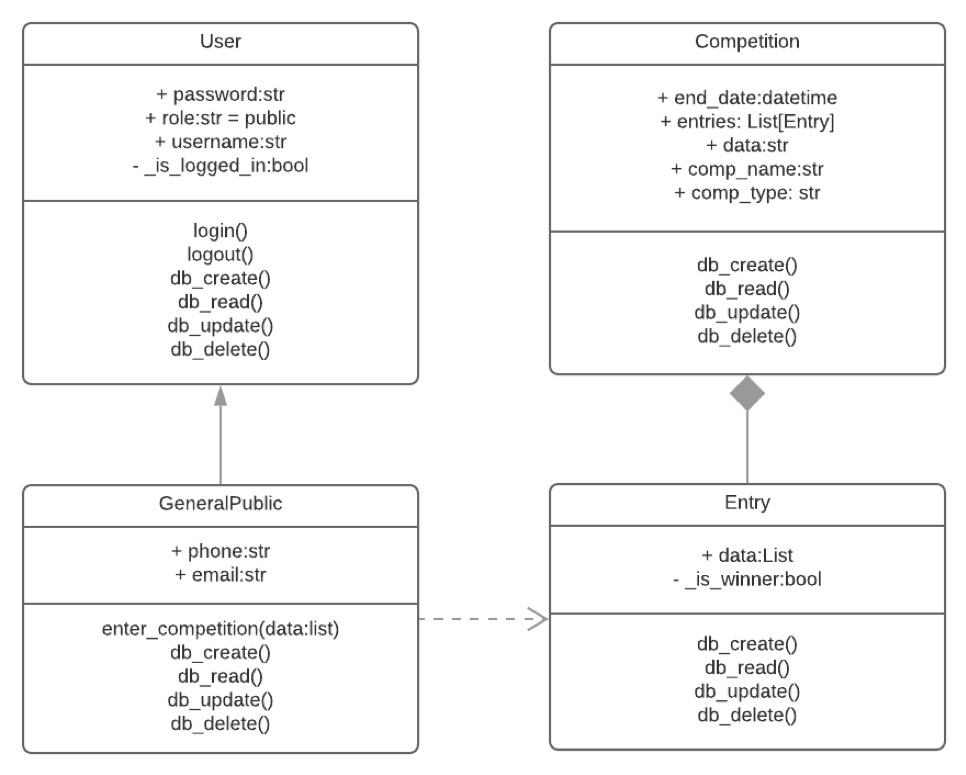 User
+ password:str
+ role:str = public
+ username:str
- _is_logged_in:bool
login()
logout()
db_create()
db_read()
db_update()
db_delete()
Competition
+ end_date:datetime
+ entries: List[Entry]
+ data:str
+ comp_name:str
+ comp_type: str
db_create()
db_read()
db_update()
db_delete()
GeneralPublic
+ phone:str
+ email:str
enter_competition(data:list)
db_create()
db_read()
db_update()
db_delete()
Entry
+ data:List
- _is_winner:bool
db_create()
db_read()
db_update()
db_delete()